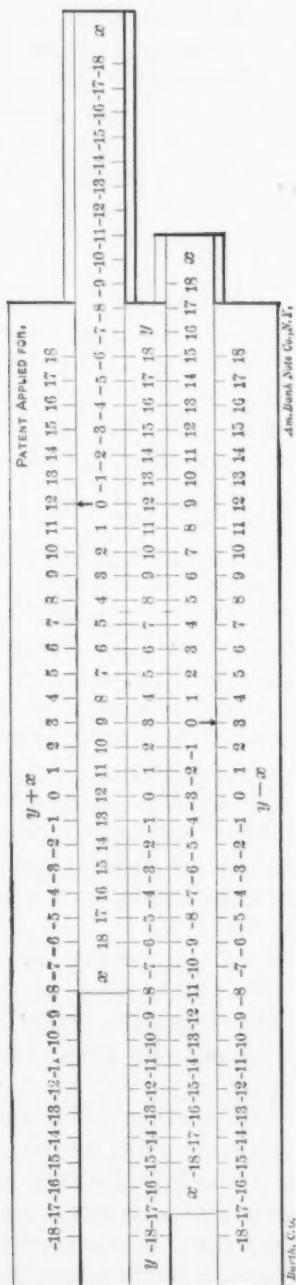 PATENT APPLIED FOR.
y + x
-18-17-16-15-14-13-12-11-10-9-8-7-6-5-4-3-2-1 0 1 2 3 4 5 6 7 8 9 10 11 12 13 14 15 16 17 18
x 18 17 16 15 14 13 12 11 10 9 8 7 6 5 4 3 2 1 0 -1-2-3-4-5-6-7-8-9-10-11-12-13-14-15-16-17-18 x
y -18-17-16-15-14-13-12-11-10-9-8-7-6-5-4-3-2-1 0 1 2 3 4 5 6 7 8 9 10 11 12 13 14 15 16 17 18 y
x -18-17-16-15-14-13-12-11-10-9-8-7-6-5-4-3-2-1 0 1 2 3 4 5 6 7 8 9 10 11 12 13 14 15 16 17 18 x
-18-17-16-15-14-13-12-11-10-9-8-7-6-5-4-3-2-1 0 1 2 3 4 5 6 7 8 9 10 11 12 13 14 15 16 17 18
y — x
Barth, C.G. Am. Bank Note Co., N.Y.